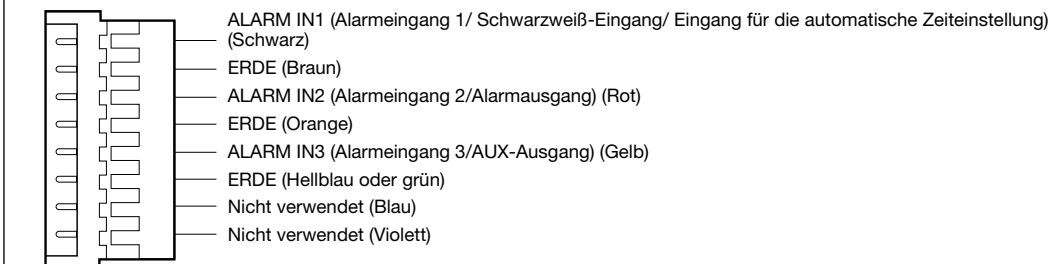 ALARM IN1 (Alarmeingang 1/ Schwarzweiß-Eingang/ Eingang für die automatische Zeiteinstellung)
(Schwarz)
ERDE (Braun)
ALARM IN2 (Alarmeingang 2/Alarmausgang) (Rot)
ERDE (Orange)
ALARM IN3 (Alarmeingang 3/AUX-Ausgang) (Gelb)
ERDE (Hellblau oder grün)
Nicht verwendet (Blau)
Nicht verwendet (Violett)